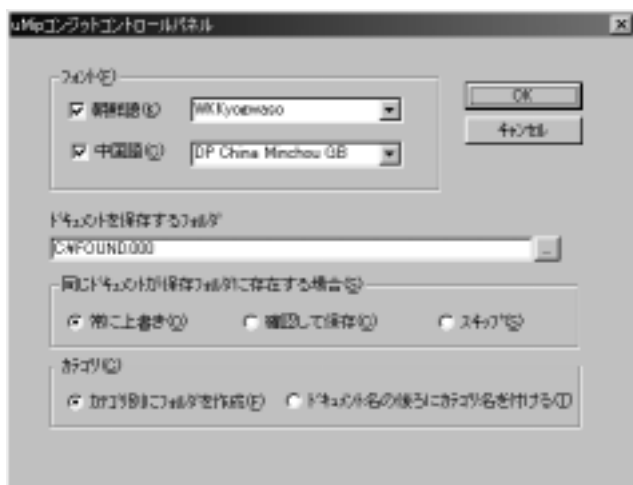 uMipコンジットコントロールパネル
フォント(F)
朝鮮語(K)
WKKyowaso
OK
中国語(C)
DP China Minchou GB
キャンセル
ドキュメントを保存するフォルダ
C:¥FOUND.000
...
同じドキュメントが保存フォルダに存在する場合(S)
常に上書き(O) 確認して保存(Q) スキップ(S)
カテゴリ(G)
カテゴリ別にフォルダを作成(F) ドキュメント名の後ろにカテゴリ名を付ける(T)